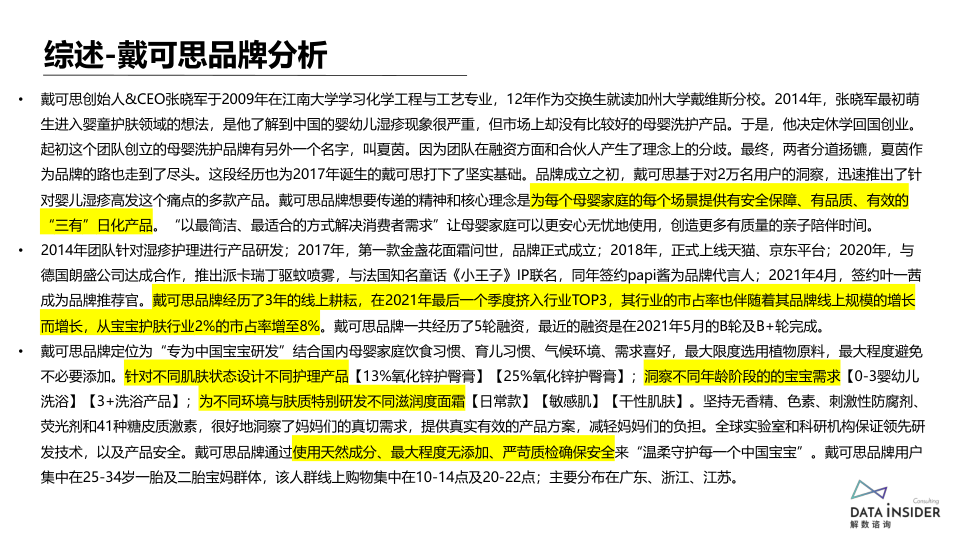 综述-戴可思品牌分析
• 戴可思创始人&CEO张晓军于2009年在江南大学学习化学工程与工艺专业，12年作为交换生就读加州大学戴维斯分校。2014年，张晓军最初萌
生进入婴童护肤领域的想法，是他了解到中国的婴幼儿湿疹现象很严重，但市场上却没有比较好的母婴洗护产品。于是，他决定休学回国创业。
起初这个团队创立的母婴洗护品牌有另外一个名字，叫夏茵。因为团队在融资方面和合伙人产生了理念上的分歧。最终，两者分道扬镳，夏茵作
为品牌的路也走到了尽头。这段经历也为2017年诞生的戴可思打下了坚实基础。品牌成立之初，戴可思基于对2万名用户的洞察，迅速推出了针
对婴儿湿疹高发这个痛点的多款产品。戴可思品牌想要传递的精神和核心理念是为每个母婴家庭的每个场景提供有安全保障、有品质、有效的
“三有”日化产品。“以最简洁、最适合的方式解决消费者需求”让母婴家庭可以更安心无忧地使用，创造更多有质量的亲子陪伴时间。
• 2014年团队针对湿疹护理进行产品研发；2017年，第一款金盏花面霜问世，品牌正式成立；2018年，正式上线天猫、京东平台；2020年，与
德国朗盛公司达成合作，推出派卡瑞丁驱蚊喷雾，与法国知名童话《小王子》IP联名，同年签约papi酱为品牌代言人；2021年4月，签约叶一茜
成为品牌推荐官。戴可思品牌经历了3年的线上耕耘，在2021年最后一个季度挤入行业TOP3，其行业的市占率也伴随着其品牌线上规模的增长
而增长，从宝宝护肤行业2%的市占率增至8%。戴可思品牌一共经历了5轮融资，最近的融资是在2021年5月的B轮及B+轮完成。
• 戴可思品牌定位为“专为中国宝宝研发”结合国内母婴家庭饮食习惯、育儿习惯、气候环境、需求喜好，最大限度选用植物原料，最大程度避免
不必要添加。针对不同肌肤状态设计不同护理产品【13%氧化锌护臀膏】【25%氧化锌护臀膏】；洞察不同年龄阶段的的宝宝需求【0-3婴幼儿
洗浴】【3+洗浴产品】；为不同环境与肤质特别研发不同滋润度面霜【日常款】【敏感肌】【干性肌肤】。坚持无香精、色素、刺激性防腐剂、
荧光剂和41种糖皮质激素，很好地洞察了妈妈们的真切需求，提供真实有效的产品方案，减轻妈妈们的负担。全球实验室和科研机构保证领先研
发技术，以及产品安全。戴可思品牌通过使用天然成分、最大程度无添加、严苛质检确保安全来“温柔守护每一个中国宝宝”。戴可思品牌用户
集中在25-34岁一胎及二胎宝妈群体，该人群线上购物集中在10-14点及20-22点；主要分布在广东、浙江、江苏。
Consulting
DATA INSIDER
解数咨询